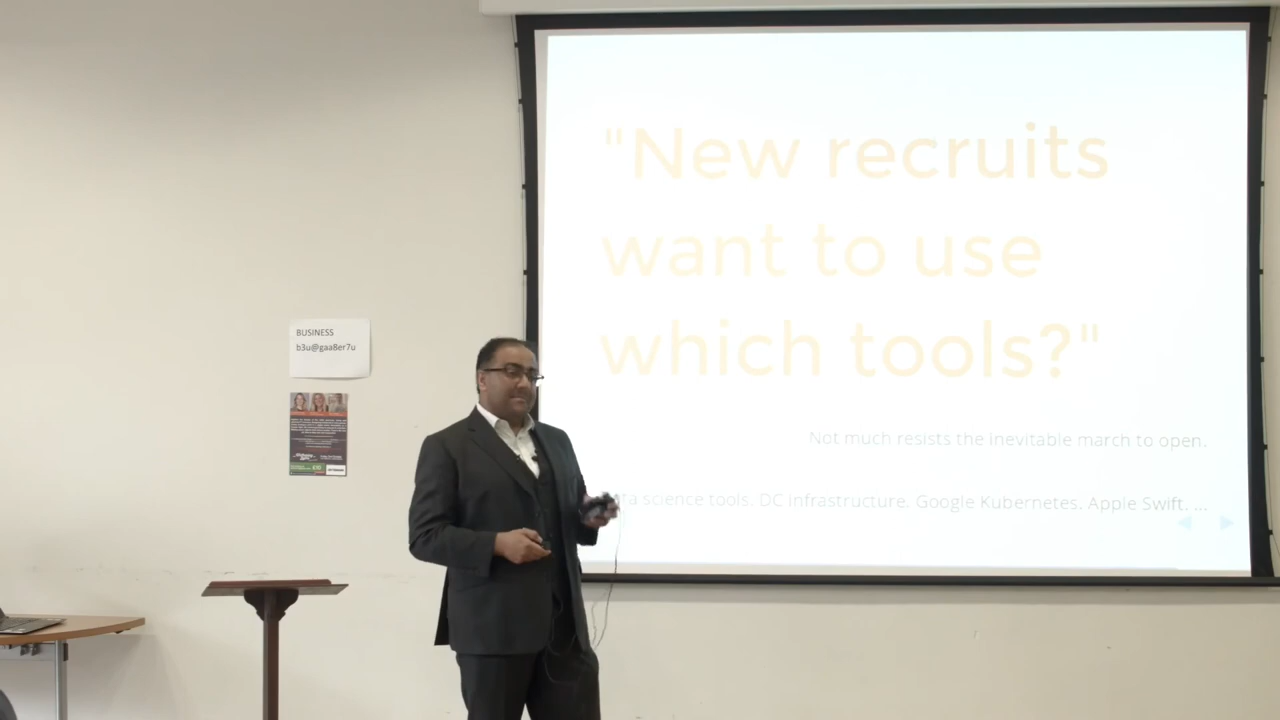 "New recruits
want to use
which tools?"
Not much resists the inevitable march to open.
science tools. DC infrastructure. Google Kubernetes. Apple Swift. ...
BUSINESS
b3u@gaa8er7u